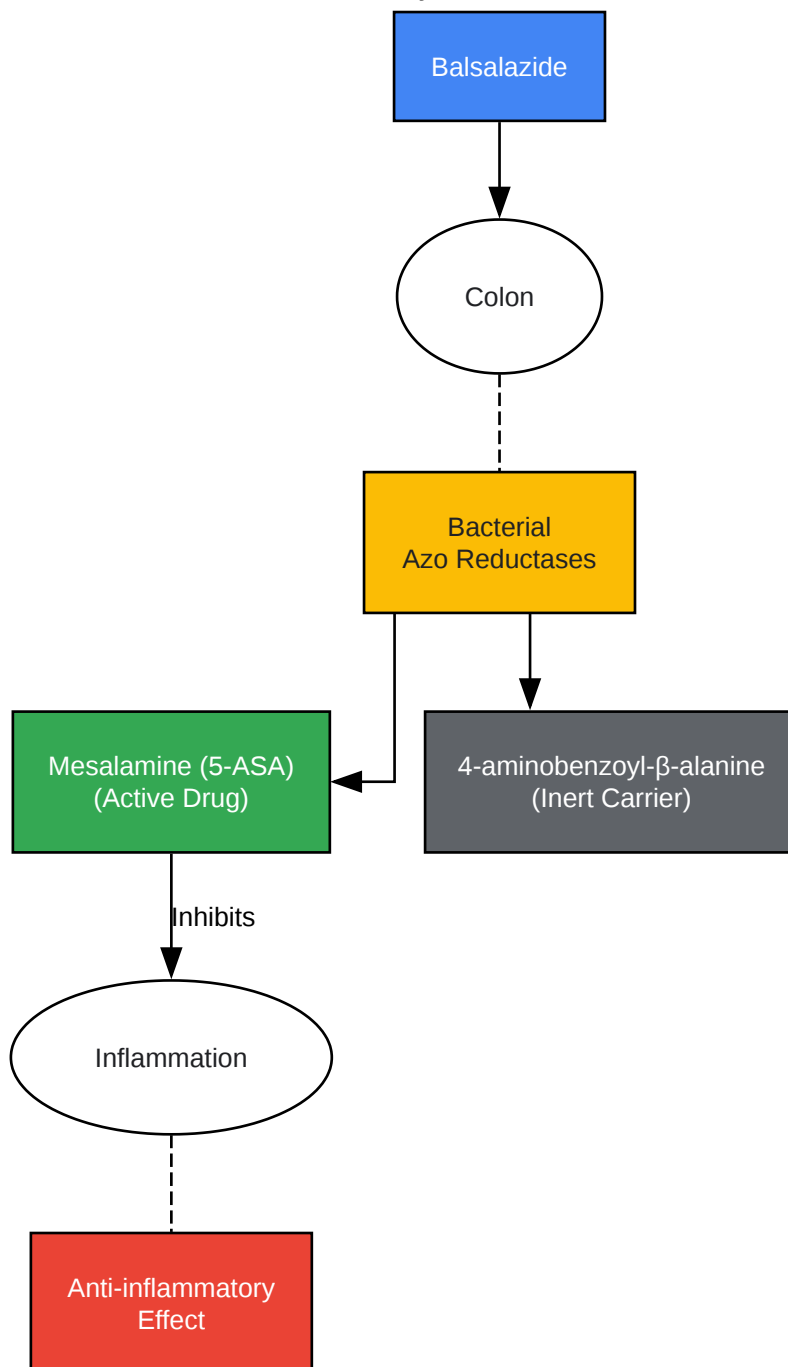 Balsalazide
Colon
Bacterial
Azo Reductases
Mesalamine (5-ASA)
(Active Drug)
4-aminobenzoyl-β-alanine
(Inert Carrier)
Inhibits
Inflammation
Anti-inflammatory
Effect